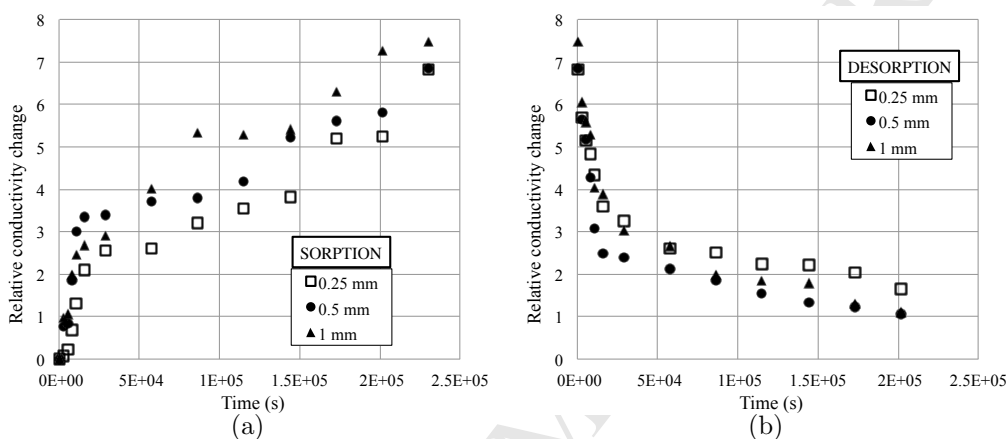 8
7
6
5
4
3
2
1
0
Relative conductivity change
SORPTION
0.25 mm
0.5 mm
1 mm
0E+00 5E+04 1E+05 1.5E+05 2E+05 2.5E+05
Time (s)
(a)
8
7
6
5
4
3
2
1
0
Relative conductivity change
DESORPTION
0.25 mm
0.5 mm
1 mm
0E+00 5E+04 1E+05 1.5E+05 2E+05 2.5E+05
Time (s)
(b)